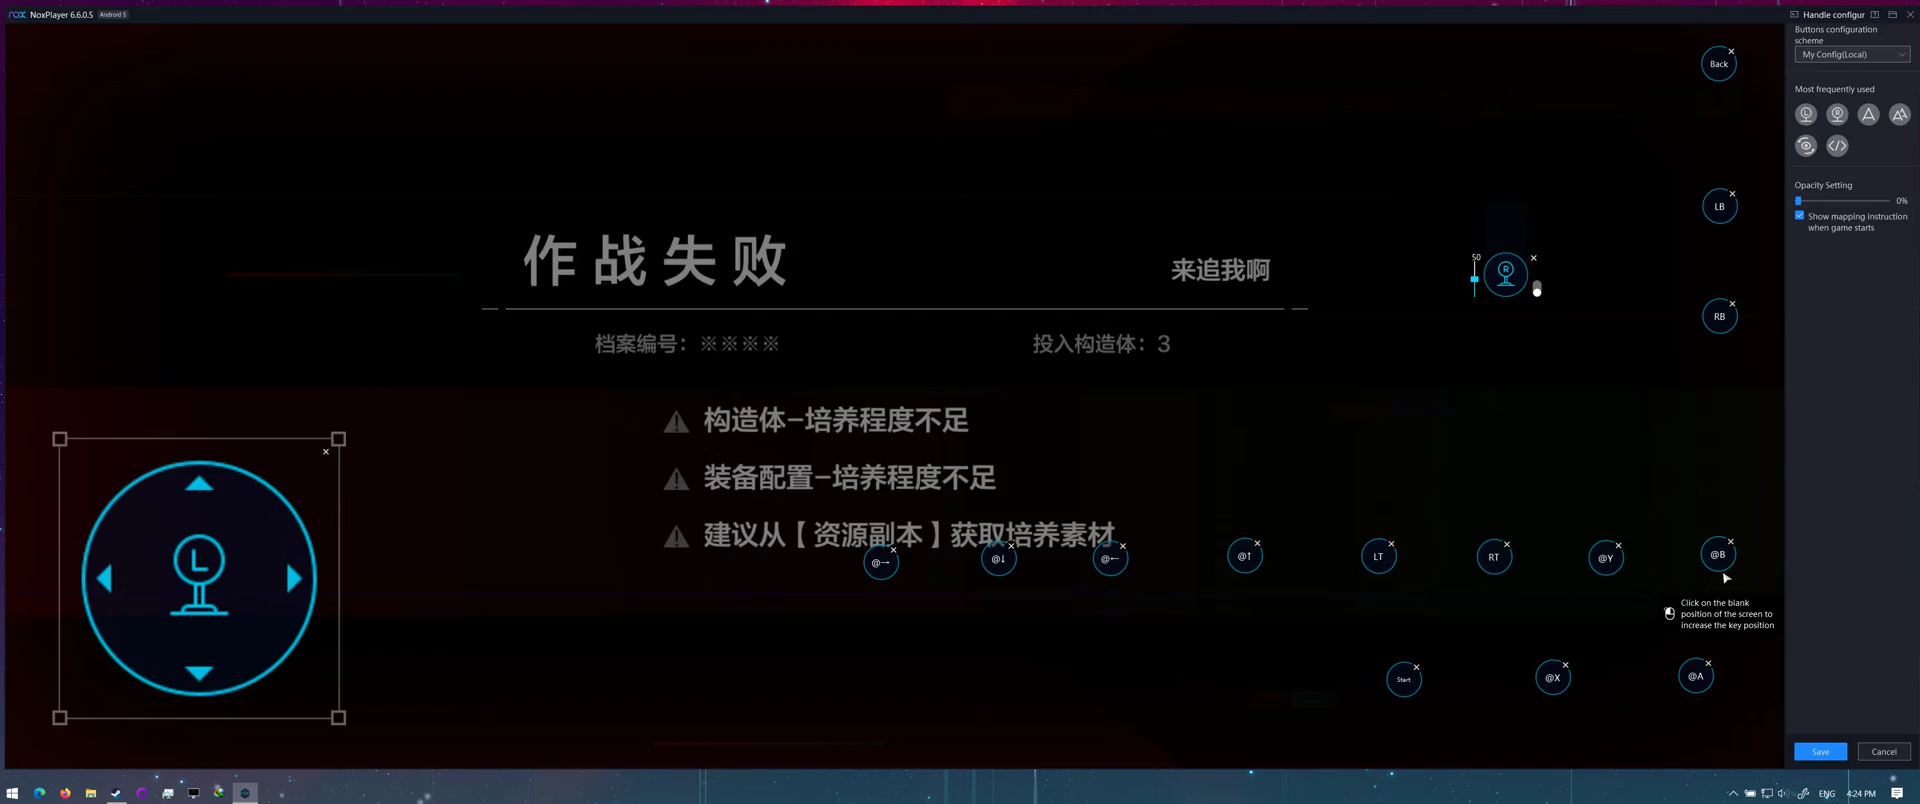 nox NoxPlayer 6.6.0.5 Android 5
Handle configur
Buttons configuration
scheme
My Config(Local)
Back
Most frequently used
L
R
A
Opacity Setting
0%
Show mapping instruction
when game starts
LB
作战失败
来追我啊
50
R
RB
档案编号：※※※※
投入构造体：3
构造体-培养程度不足
装备配置-培养程度不足
建议从【资源副本】获取培养素材
L
@→
@↓
@←
@↑
LT
RT
@Y
@B
Click on the blank
position of the screen to
increase the key position
Start
@X
@A
Save
Cancel
ENG
4:24 PM